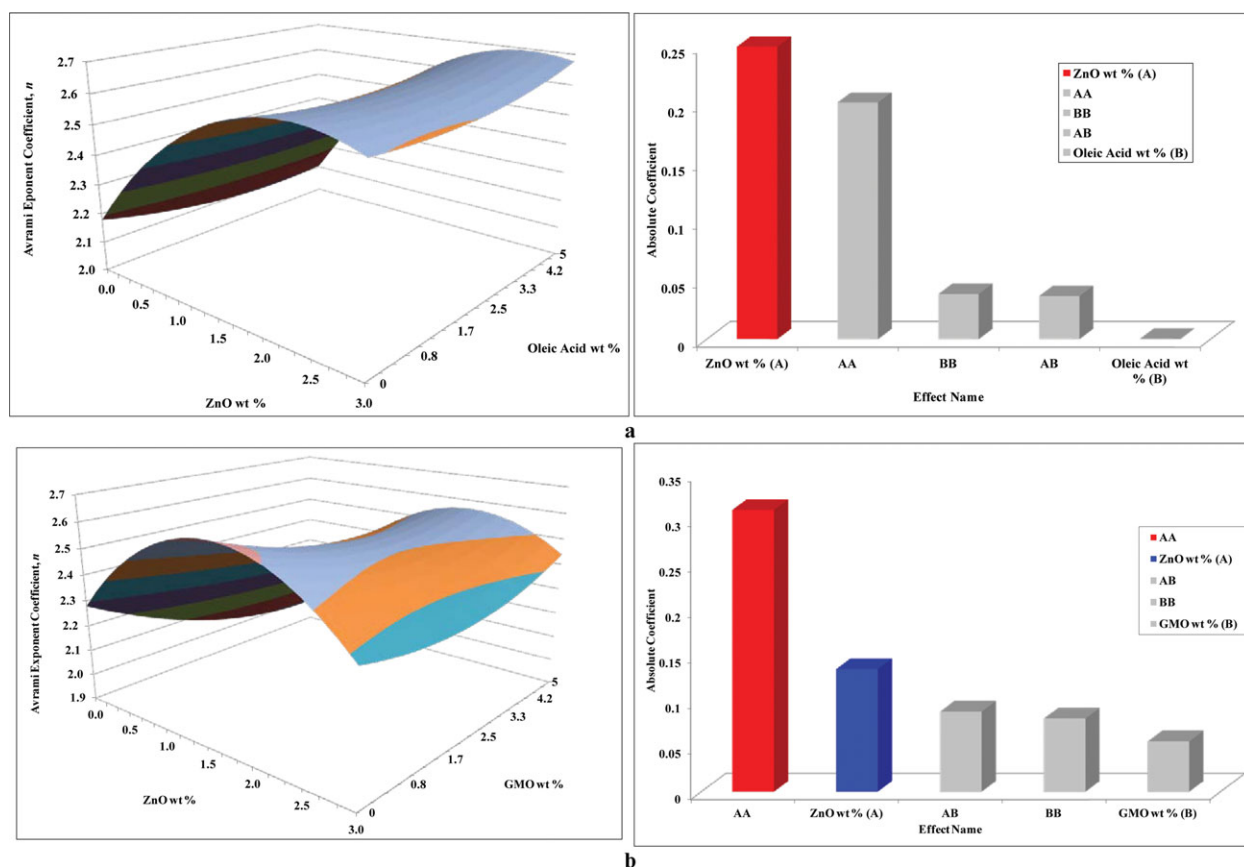 Avrami Eponent Coefficient, n
2.7
2.6
2.5
2.4
2.3
2.2
2.1
2.0
0.0
0.5
1.0
1.5
2.0
2.5
3.0
ZnO wt %
0
0.8
1.7
2.5
3.3
4.2
5
Oleic Acid wt %
Absolute Coefficient
0.25
0.2
0.15
0.1
0.05
0
ZnO wt % (A)
AA
BB
AB
Oleic Acid wt % (B)
ZnO wt % (A)
AA
BB
AB
Oleic Acid wt
% (B)
Effect Name
a
Avrami Exponent Coefficient, n
2.7
2.6
2.5
2.4
2.3
2.2
2.1
2.0
1.9
0.0
0.5
1.0
1.5
2.0
2.5
3.0
ZnO wt %
0
0.8
1.7
2.5
3.3
4.2
5
GMO wt %
Absolute Coefficient
0.35
0.3
0.25
0.2
0.15
0.1
0.05
0
AA
ZnO wt % (A)
AB
BB
GMO wt % (B)
AA
ZnO wt % (A)
AB
BB
GMO wt % (B)
Effect Name
b